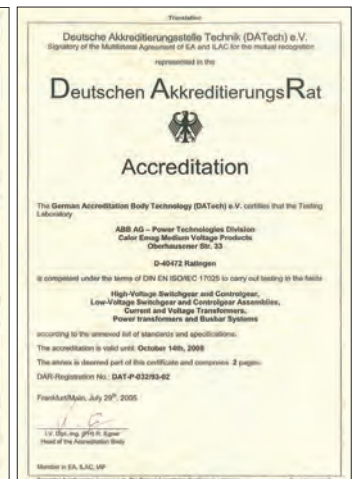 Translation
Deutsche Akkreditierungsstelle Technik (DATech) e.V.
Signatory of the Multilateral Agreement of EA and ILAC for the mutual recognition
represented in the
Deutschen AkkreditierungsRat
Accreditation
The German Accreditation Body Technology (DATech) e.V. certifies that the Testing
Laboratory
ABB AG – Power Technologies Division
Calor Emag Medium Voltage Products
Oberhausener Str. 33
D-40472 Ratingen
is competent under the terms of DIN EN ISO/IEC 17025 to carry out testing in the fields
High-Voltage Switchgear and Controlgear,
Low-Voltage Switchgear and Controlgear Assemblies,
Current and Voltage Transformers,
Power transformers and Busbar Systems
according to the annexed list of standards and specifications.
The accreditation is valid until: October 14th, 2008
The annex is deemed part of this certificate and comprises 2 pages.
DAR-Registration No.: DAT-P-032/93-02
Frankfurt/Main, July 29th, 2005
Head of the Accreditation Body
Member in EA, ILAC,